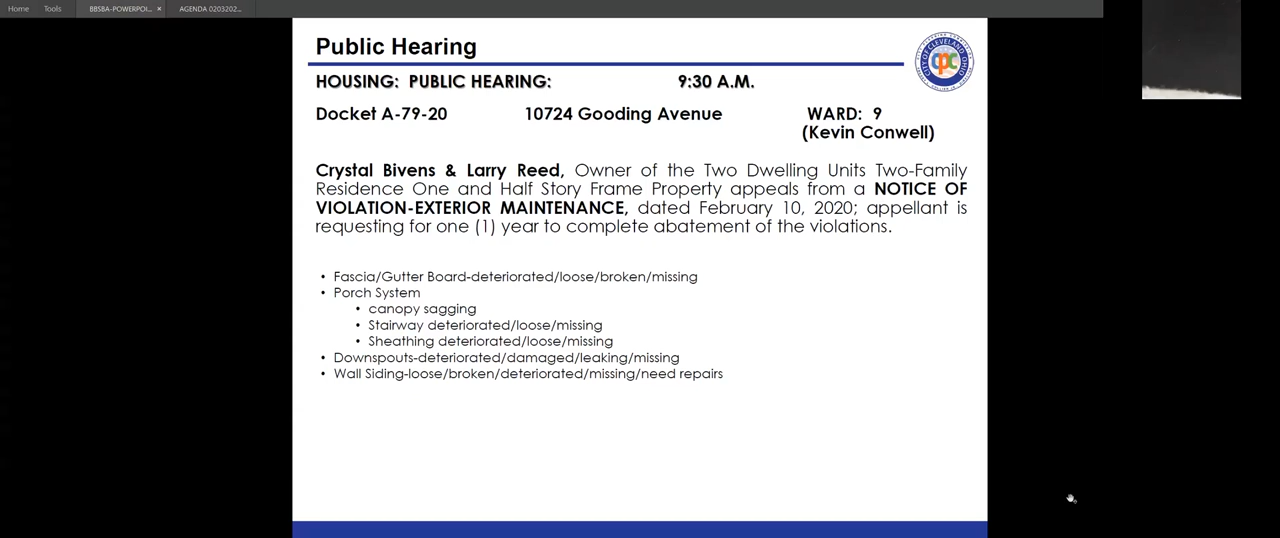 Home Tools BBSBA-POWERPOI... × AGENDA 0203202...
Public Hearing
CITY OF CLEVELAND, OHIO
cpc
HOUSING: PUBLIC HEARING: 9:30 A.M.
Docket A-79-20 10724 Gooding Avenue WARD: 9
(Kevin Conwell)
Crystal Bivens & Larry Reed, Owner of the Two Dwelling Units Two-Family
Residence One and Half Story Frame Property appeals from a NOTICE OF
VIOLATION-EXTERIOR MAINTENANCE, dated February 10, 2020; appellant is
requesting for one (1) year to complete abatement of the violations.
• Fascia/Gutter Board-deteriorated/loose/broken/missing
• Porch System
• canopy sagging
• Stairway deteriorated/loose/missing
• Sheathing deteriorated/loose/missing
• Downspouts-deteriorated/damaged/leaking/missing
• Wall Siding-loose/broken/deteriorated/missing/need repairs